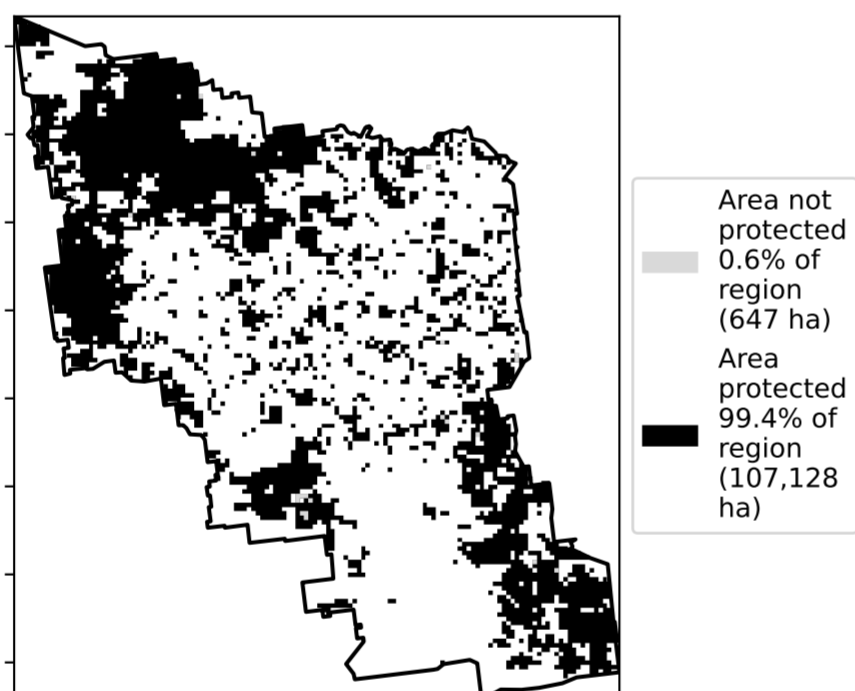 Area not
protected
0.6% of
region
(647 ha)
Area
protected
99.4% of
region
(107,128
ha)